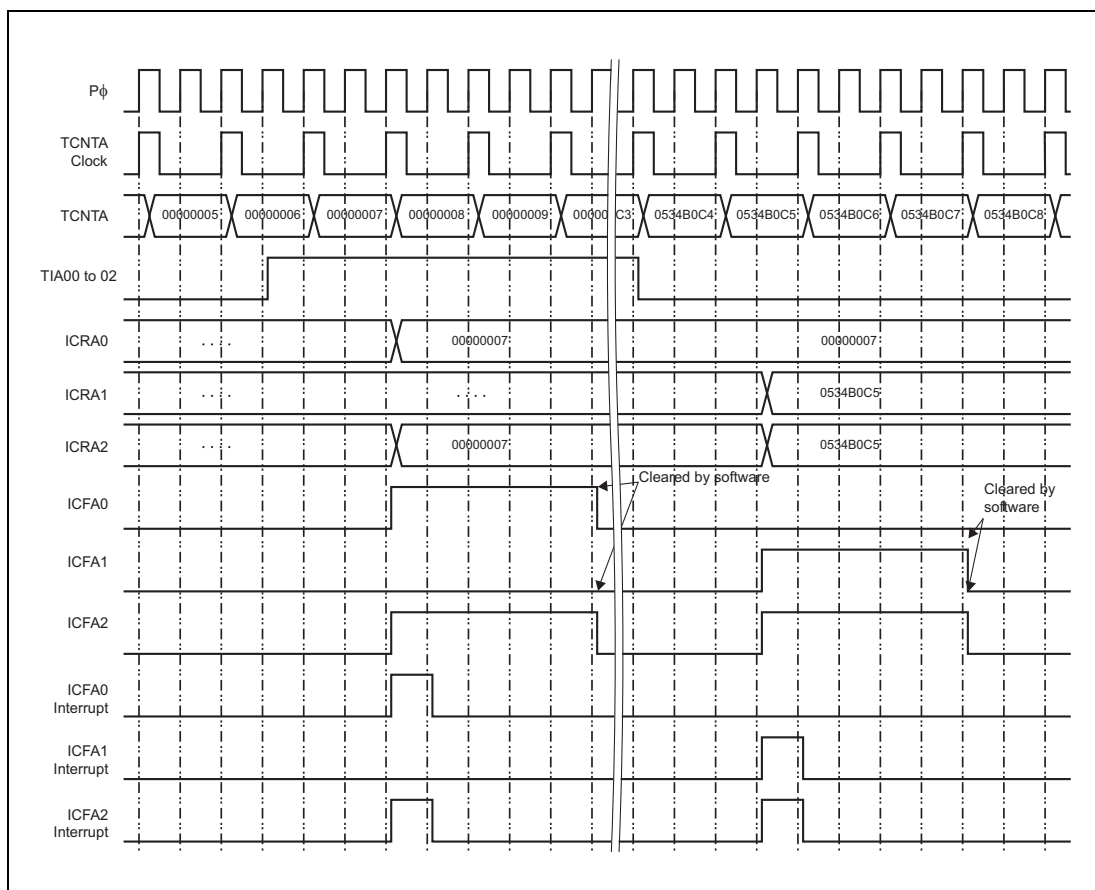 Pϕ
TCNTA
Clock
TCNTA
00000005 00000006 00000007 00000008 00000009 00000 C3 0534B0C4 0534B0C5 0534B0C6 0534B0C7 0534B0C8
TIA00 to 02
ICRA0
.... 00000007 00000007
ICRA1
.... .... 0534B0C5
ICRA2
.... 00000007 0534B0C5
Cleared by software
ICFA0
Cleared by
software
ICFA1
ICFA2
ICFA0
Interrupt
ICFA1
Interrupt
ICFA2
Interrupt